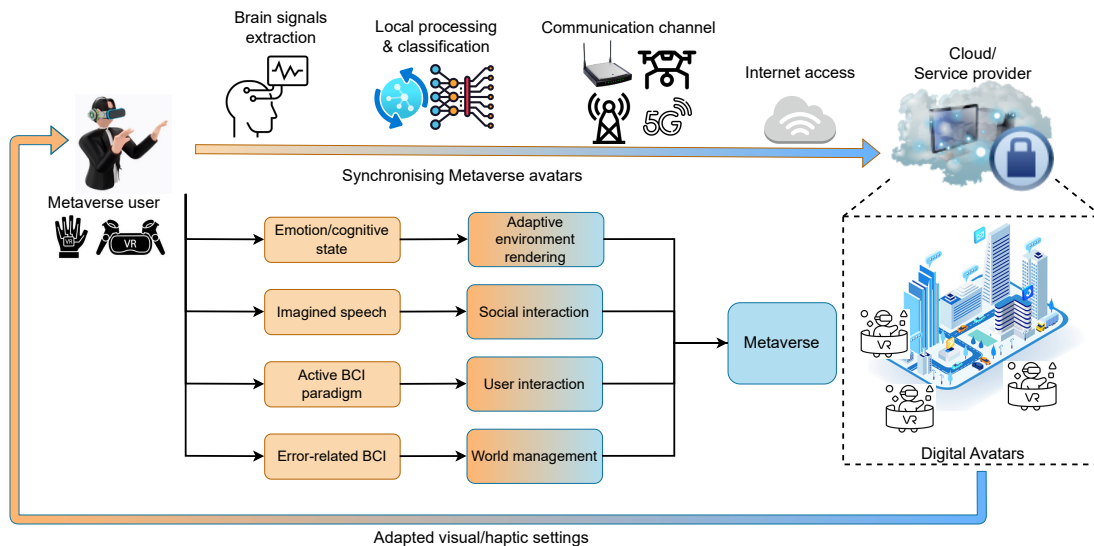 Brain signals
extraction
Local processing
& classification
Communication channel
5G
Internet access
Cloud/
Service provider
Synchronising Metaverse avatars
Metaverse user
VR
VR
Emotion/cognitive
state
Adaptive
environment
rendering
Imagined speech
Social interaction
Active BCI
paradigm
User interaction
Error-related BCI
World management
Metaverse
VR
VR
VR
Digital Avatars
Adapted visual/haptic settings